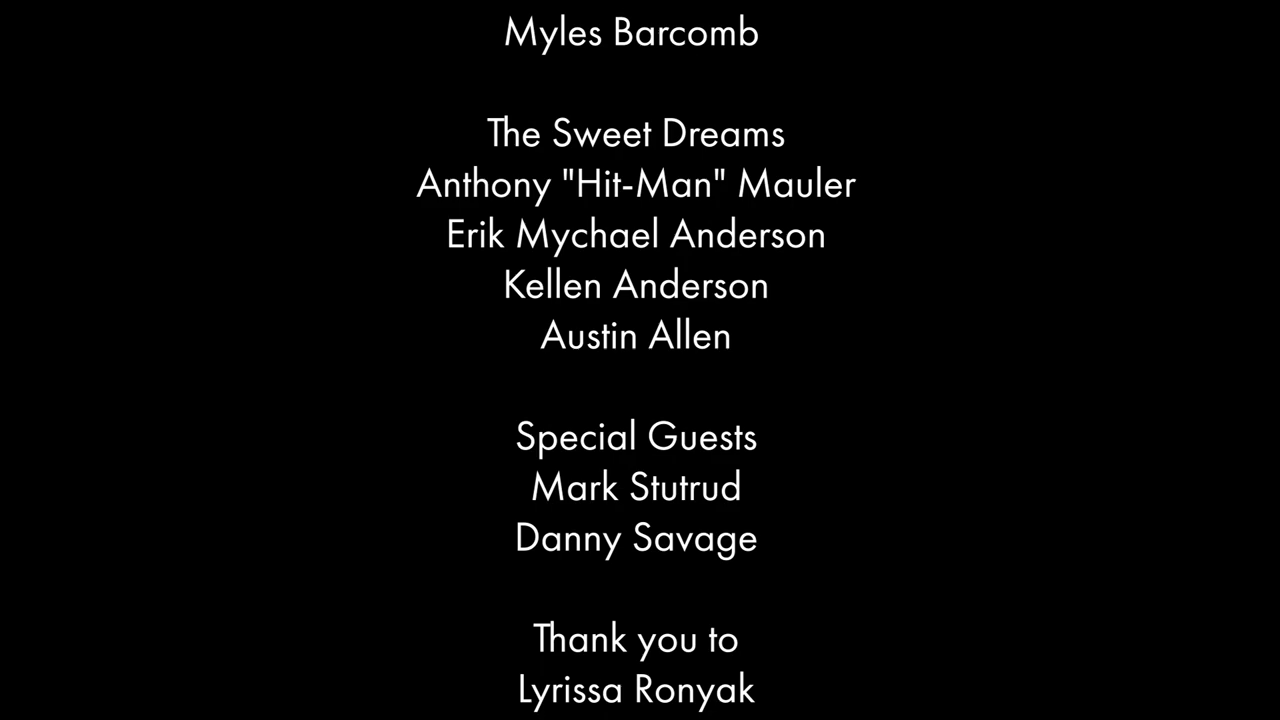 Myles Barcomb
The Sweet Dreams
Anthony "Hit-Man" Mauler
Erik Mychael Anderson
Kellen Anderson
Austin Allen
Special Guests
Mark Stutrud
Danny Savage
Thank you to
Lyrissa Ronyak